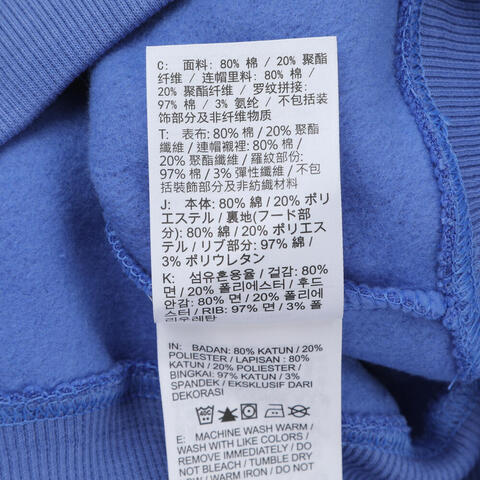 C: 面料: 80% 棉 / 20% 聚酯
纤维 / 连帽里料: 80% 棉 /
20% 聚酯纤维 / 罗纹拼接:
97% 棉 / 3% 氨纶 / 不包括装
饰部分及非纤维物质
T: 表布: 80% 棉 / 20% 聚酯
纖維 / 連帽襯裡: 80% 棉 /
20% 聚酯纖維 / 羅紋部份:
97% 棉 / 3% 彈性纖維 / 不包
括裝飾部分及非紡織材料
J: 本体: 80% 綿 / 20% ポリ
エステル / 裏地(フード部
分): 80% 綿 / 20% ポリエス
テル / リブ部分: 97% 綿 /
3% ポリウレタン
K: 섬유혼용율 / 겉감: 80%
면 / 20% 폴리에스터 / 후드
안감: 80% 면 / 20% 폴리에
스터 / RIB: 97% 면 / 3% 폴
리우레탄
IN: BADAN: 80% KATUN / 20%
POLIESTER / LAPISAN : 80%
KATUN / 20% POLIESTER /
BINGKAI: 97% KATUN / 3%
SPANDEK / EKSKLUSIF DARI
DEKORASI
E: MACHINE WASH WARM /
WASH WITH LIKE COLORS /
REMOVE IMMEDIATELY / DO
NOT BLEACH / TUMBLE DRY
LOW / WARM IRON / DO NOT